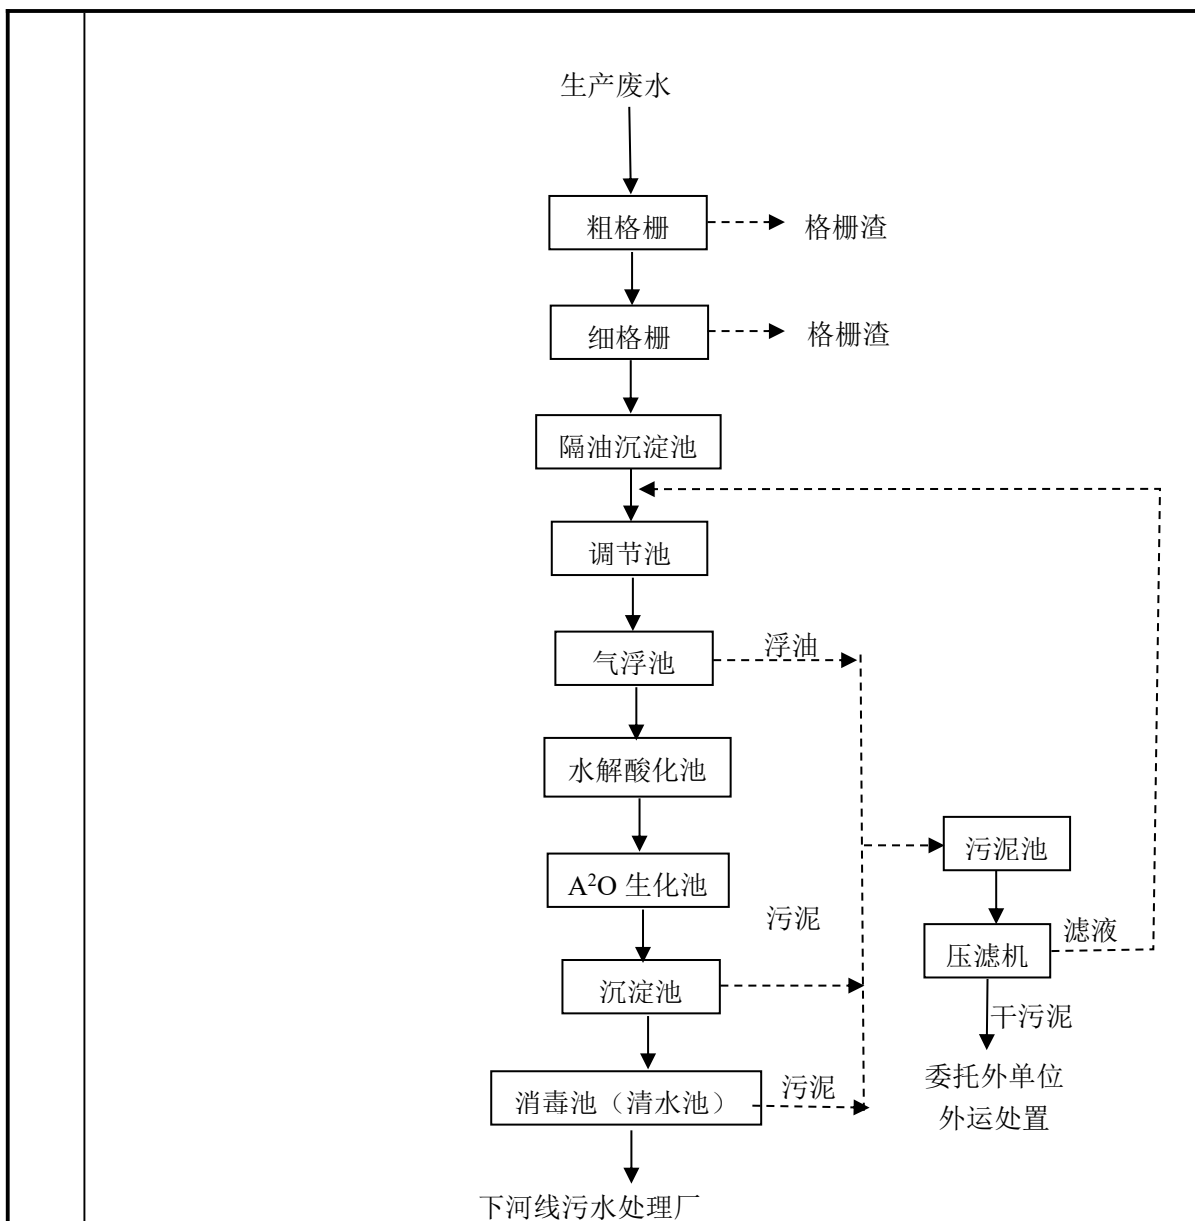 生产废水
粗格栅
格栅渣
细格栅
格栅渣
隔油沉淀池
调节池
气浮池
浮油
水解酸化池
污泥池
A²O 生化池
污泥
压滤机
滤液
沉淀池
干污泥
消毒池（清水池）
污泥
委托外单位
外运处置
下河线污水处理厂